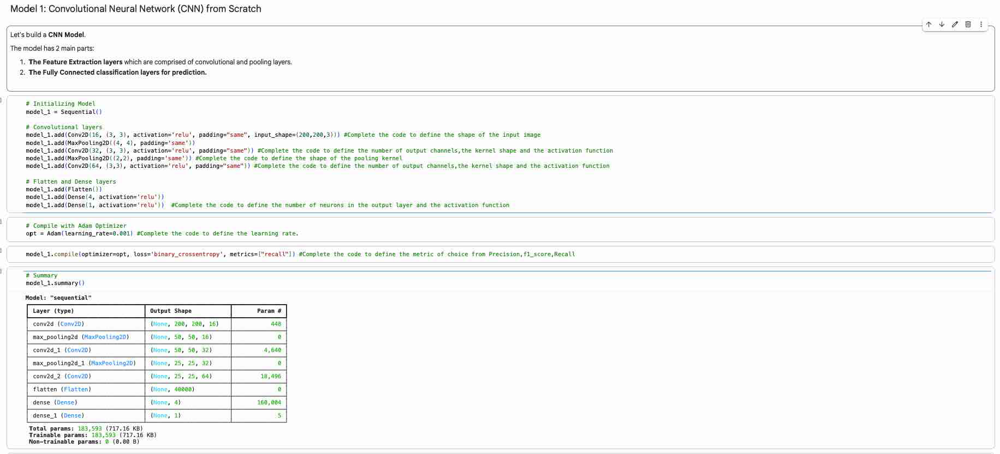 Model 1: Convolutional Neural Network (CNN) from Scratch
Let's build a CNN Model.
The model has 2 main parts:
1. The Feature Extraction layers which are comprised of convolutional and pooling layers.
2. The Fully Connected classification layers for prediction.
# Initializing Model
model_1 = Sequential()
# Convolutional layers
model_1.add(Conv2D(16, (3, 3), activation='relu', padding="same", input_shape=(200,200,3))) #Complete the code to define the shape of the input image
model_1.add(MaxPooling2D((4, 4), padding='same'))
model_1.add(Conv2D(32, (3, 3), activation='relu', padding="same")) #Complete the code to define the number of output channels,the kernel shape and the activation function
model_1.add(MaxPooling2D((2,2), padding='same')) #Complete the code to define the shape of the pooling kernel
model_1.add(Conv2D(64, (3,3), activation='relu', padding="same")) #Complete the code to define the number of output channels,the kernel shape and the activation function
# Flatten and Dense layers
model_1.add(Flatten())
model_1.add(Dense(4, activation='relu'))
model_1.add(Dense(1, activation='relu'))  #Complete the code to define the number of neurons in the output layer and the activation function
# Compile with Adam Optimizer
opt = Adam(learning_rate=0.001) #Complete the code to define the learning rate.
model_1.compile(optimizer=opt, loss='binary_crossentropy', metrics=["recall"]) #Complete the code to define the metric of choice from Precision,f1_score,Recall
# Summary
model_1.summary()
Model: "sequential"
Layer (type) Output Shape Param #
conv2d (Conv2D) (None, 200, 200, 16) 448
max_pooling2d (MaxPooling2D) (None, 50, 50, 16) 0
conv2d_1 (Conv2D) (None, 50, 50, 32) 4,640
max_pooling2d_1 (MaxPooling2D) (None, 25, 25, 32) 0
conv2d_2 (Conv2D) (None, 25, 25, 64) 18,496
flatten (Flatten) (None, 40000) 0
dense (Dense) (None, 4) 160,004
dense_1 (Dense) (None, 1) 5
Total params: 183,593 (717.16 KB)
Trainable params: 183,593 (717.16 KB)
Non-trainable params: 0 (0.00 B)